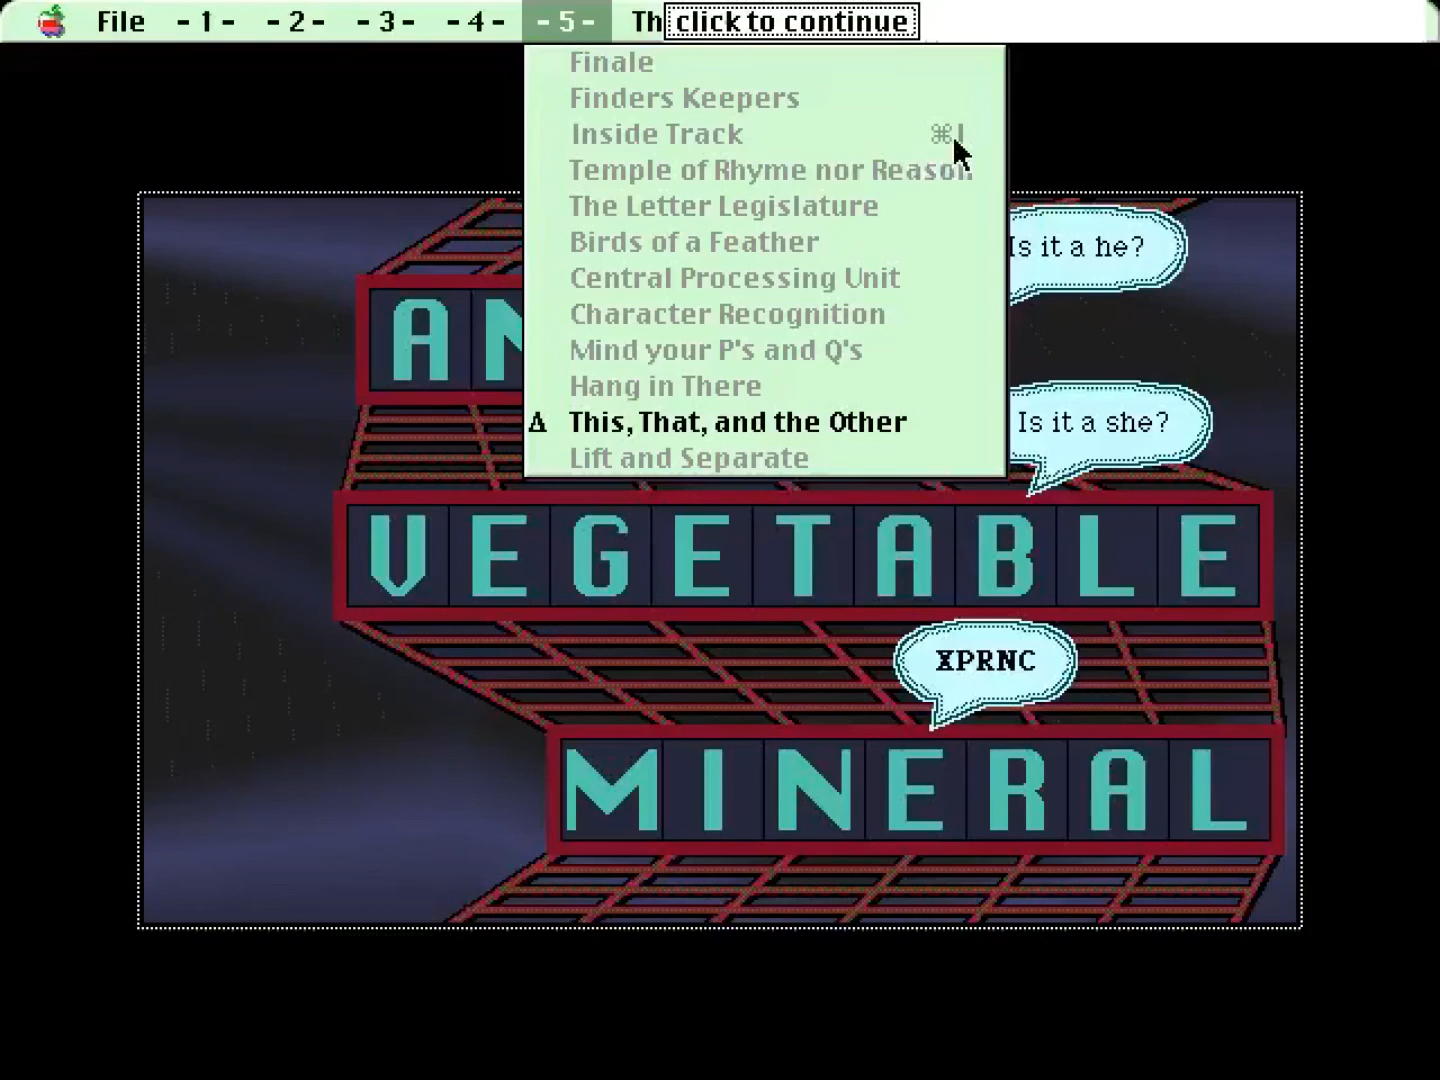 File -1- -2- -3- -4- -5- Th click to continue
Finale
Finders Keepers
Inside Track ⌘I
Temple of Rhyme nor Reason
The Letter Legislature
Birds of a Feather
Central Processing Unit
Character Recognition
Mind your P's and Q's
Hang in There
Δ This, That, and the Other
Lift and Separate
Is it a he?
AN
Is it a she?
VEGETABLE
XPRNC
MINERAL